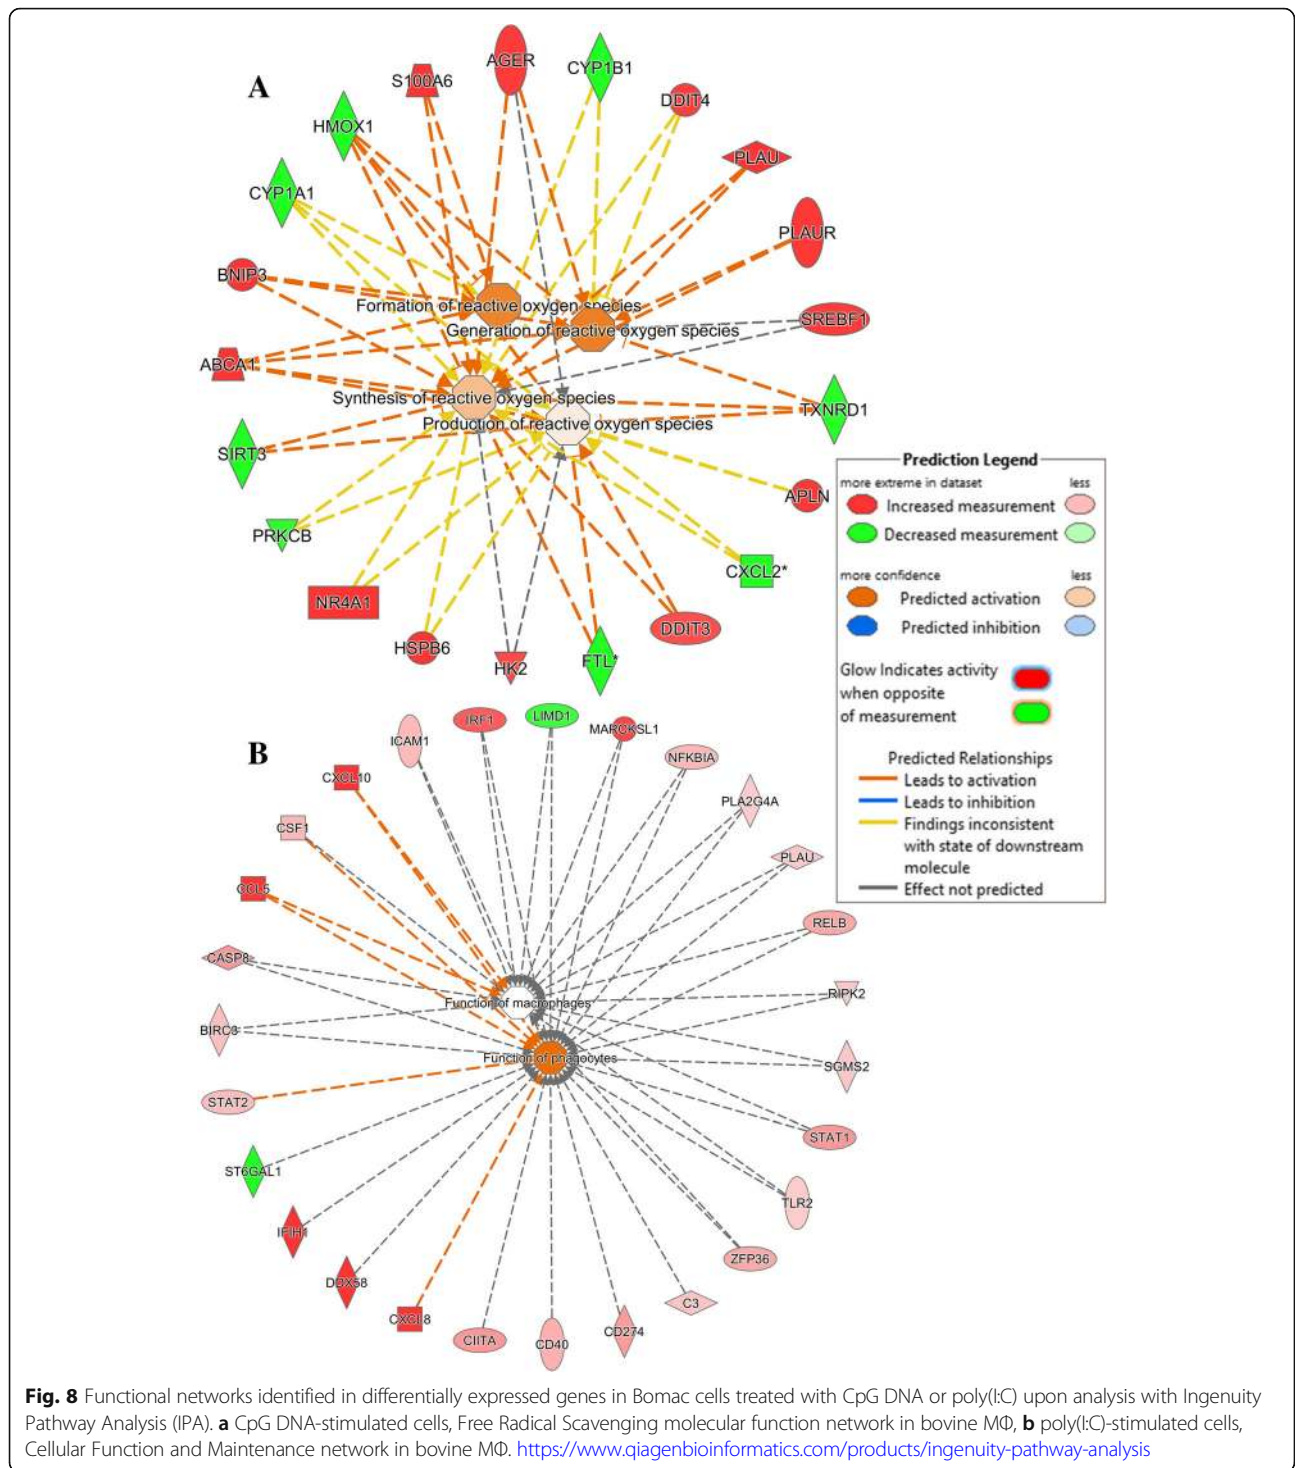 A
AGER
CYP1B1
S100A6
DDIT4
HMOX1
PLAU
CYP1A1
PLAUR
BNIP3
Formation of reactive oxygen species
SREBF1
Generation of reactive oxygen species
ABCA1
Synthesis of reactive oxygen species
TXNRD1
Production of reactive oxygen species
SIRT3
APLN
PRKCB
CXCL2*
NR4A1
DDIT3
HSPB6
HK2
FTL*
Prediction Legend
more extreme in dataset less
Increased measurement
Decreased measurement
more confidence less
Predicted activation
Predicted inhibition
Glow Indicates activity
when opposite
of measurement
Predicted Relationships
Leads to activation
Leads to inhibition
Findings inconsistent
with state of downstream
molecule
Effect not predicted
B
ICAM1
IRF1
LIMD1
MARCKSL1
CXCL10
NFKBIA
CSF1
PLA2G4A
CCL5
PLAU
CASP8
RELB
BIRC3
Function of macrophages
RIPK2
Function of phagocytes
SGMS2
STAT2
STAT1
ST6GAL1
TLR2
IFIH1
ZFP36
DDX58
C3
CXCL8
CD274
CIITA
CD40
Fig. 8 Functional networks identified in differentially expressed genes in Bomac cells treated with CpG DNA or poly(I:C) upon analysis with Ingenuity
Pathway Analysis (IPA). a CpG DNA-stimulated cells, Free Radical Scavenging molecular function network in bovine MΦ, b poly(I:C)-stimulated cells,
Cellular Function and Maintenance network in bovine MΦ. https://www.qiagenbioinformatics.com/products/ingenuity-pathway-analysis